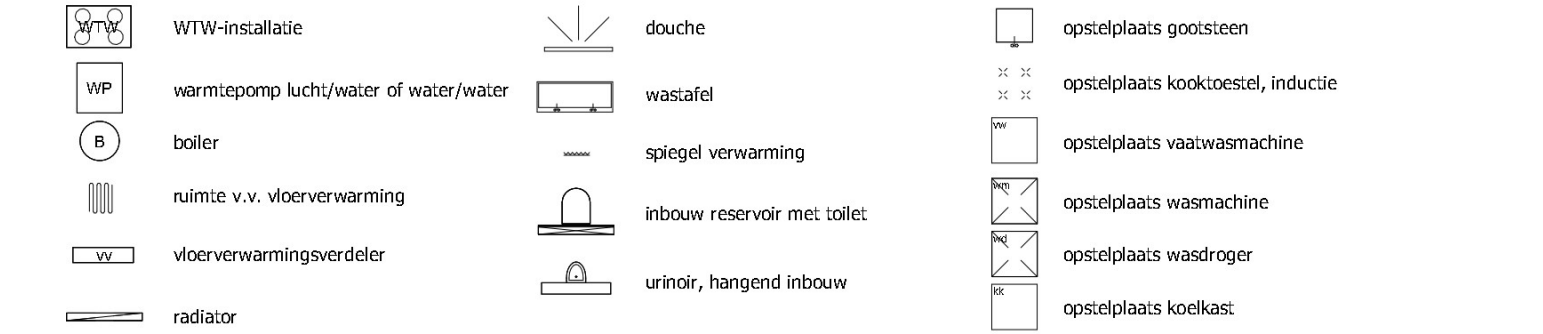 WTW WTW-installatie
WP warmtepomp lucht/water of water/water
B boiler
ruimte v.v. vloerverwarming
vv vloerverwarmingsverdeler
radiator
douche
wastafel
spiegel verwarming
inbouw reservoir met toilet
urinoir, hangend inbouw
opstelplaats gootsteen
opstelplaats kooktoestel, inductie
vw opstelplaats vaatwasmachine
wm opstelplaats wasmachine
wd opstelplaats wasdroger
kk opstelplaats koelkast